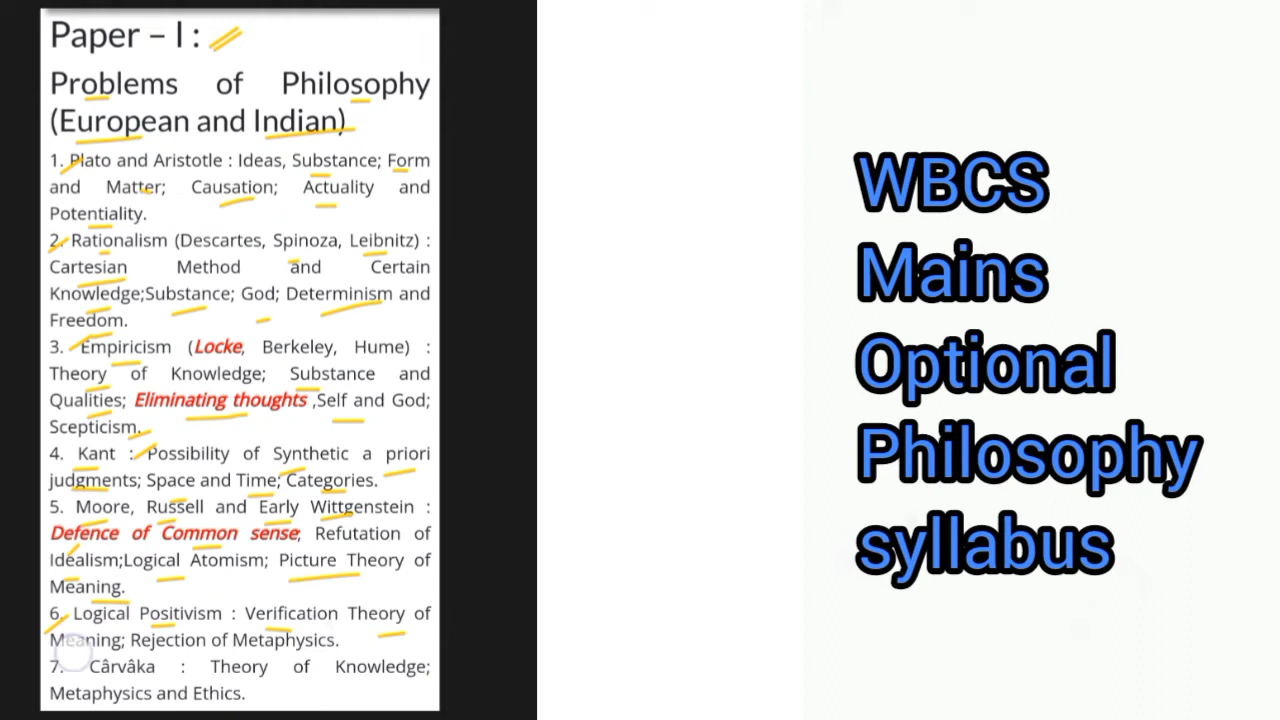 Paper – I :
Problems of Philosophy
(European and Indian)
1. Plato and Aristotle : Ideas, Substance; Form
and Matter; Causation; Actuality and
Potentiality.
2. Rationalism (Descartes, Spinoza, Leibnitz) :
Cartesian Method and Certain
Knowledge;Substance; God; Determinism and
Freedom.
3. Empiricism (Locke, Berkeley, Hume) :
Theory of Knowledge; Substance and
Qualities; Eliminating thoughts ,Self and God;
Scepticism.
4. Kant : Possibility of Synthetic a priori
judgments; Space and Time; Categories.
5. Moore, Russell and Early Wittgenstein :
Defence of Common sense; Refutation of
Idealism;Logical Atomism; Picture Theory of
Meaning.
6. Logical Positivism : Verification Theory of
Meaning; Rejection of Metaphysics.
7. Cârvâka : Theory of Knowledge;
Metaphysics and Ethics.
WBCS
Mains
Optional
Philosophy
syllabus